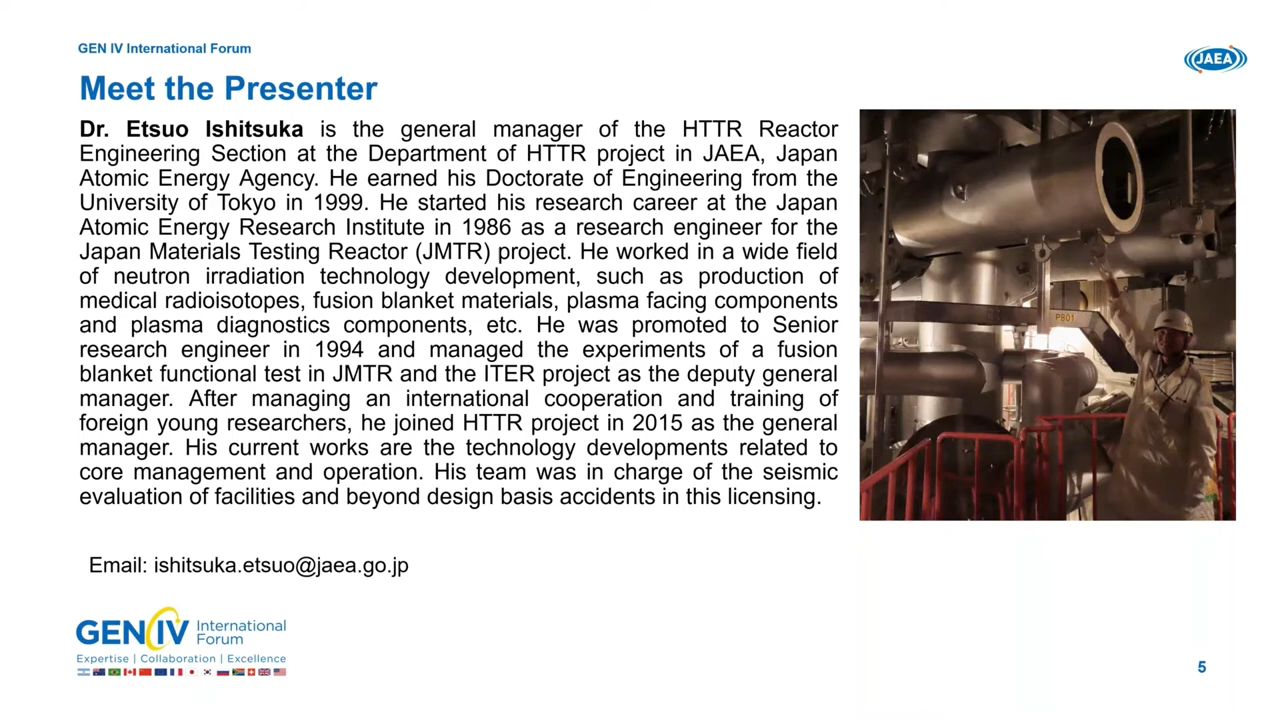 GEN IV International Forum
JAEA
Meet the Presenter
Dr. Etsuo Ishitsuka is the general manager of the HTTR Reactor
Engineering Section at the Department of HTTR project in JAEA, Japan
Atomic Energy Agency. He earned his Doctorate of Engineering from the
University of Tokyo in 1999. He started his research career at the Japan
Atomic Energy Research Institute in 1986 as a research engineer for the
Japan Materials Testing Reactor (JMTR) project. He worked in a wide field
of neutron irradiation technology development, such as production of
medical radioisotopes, fusion blanket materials, plasma facing components
and plasma diagnostics components, etc. He was promoted to Senior
research engineer in 1994 and managed the experiments of a fusion
blanket functional test in JMTR and the ITER project as the deputy general
manager. After managing an international cooperation and training of
foreign young researchers, he joined HTTR project in 2015 as the general
manager. His current works are the technology developments related to
core management and operation. His team was in charge of the seismic
evaluation of facilities and beyond design basis accidents in this licensing.
P801
Email: ishitsuka.etsuo@jaea.go.jp
GEN IV International
Forum
Expertise | Collaboration | Excellence
5